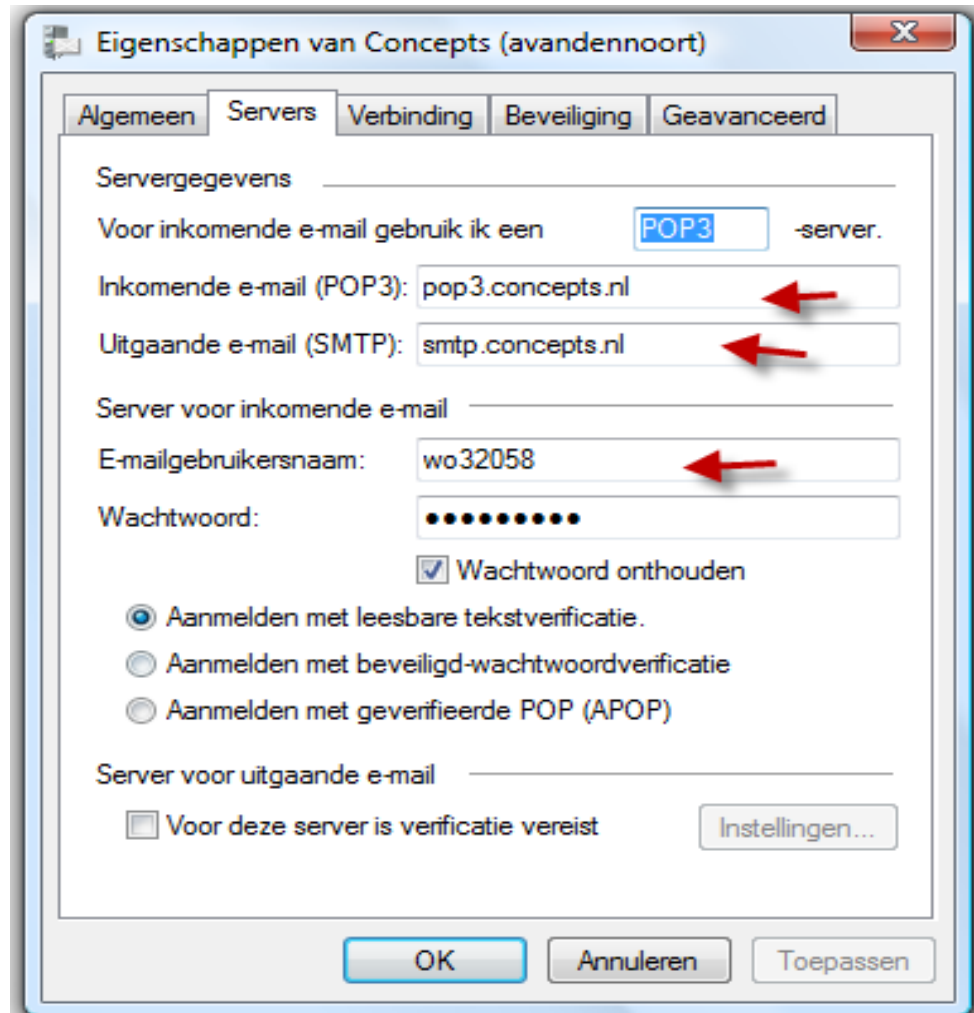 Eigenschappen van Concepts (avandennoort)
Algemeen Servers Verbinding Beveiliging Geavanceerd
Servergegevens
Voor inkomende e-mail gebruik ik een POP3 -server.
Inkomende e-mail (POP3): pop3.concepts.nl
Uitgaande e-mail (SMTP): smtp.concepts.nl
Server voor inkomende e-mail
E-mailgebruikersnaam: wo32058
Wachtwoord: ●●●●●●●●●
Wachtwoord onthouden
Aanmelden met leesbare tekstverificatie.
Aanmelden met beveiligd-wachtwoordverificatie
Aanmelden met geverifieerde POP (APOP)
Server voor uitgaande e-mail
Voor deze server is verificatie vereist Instellingen...
OK Annuleren Toepassen